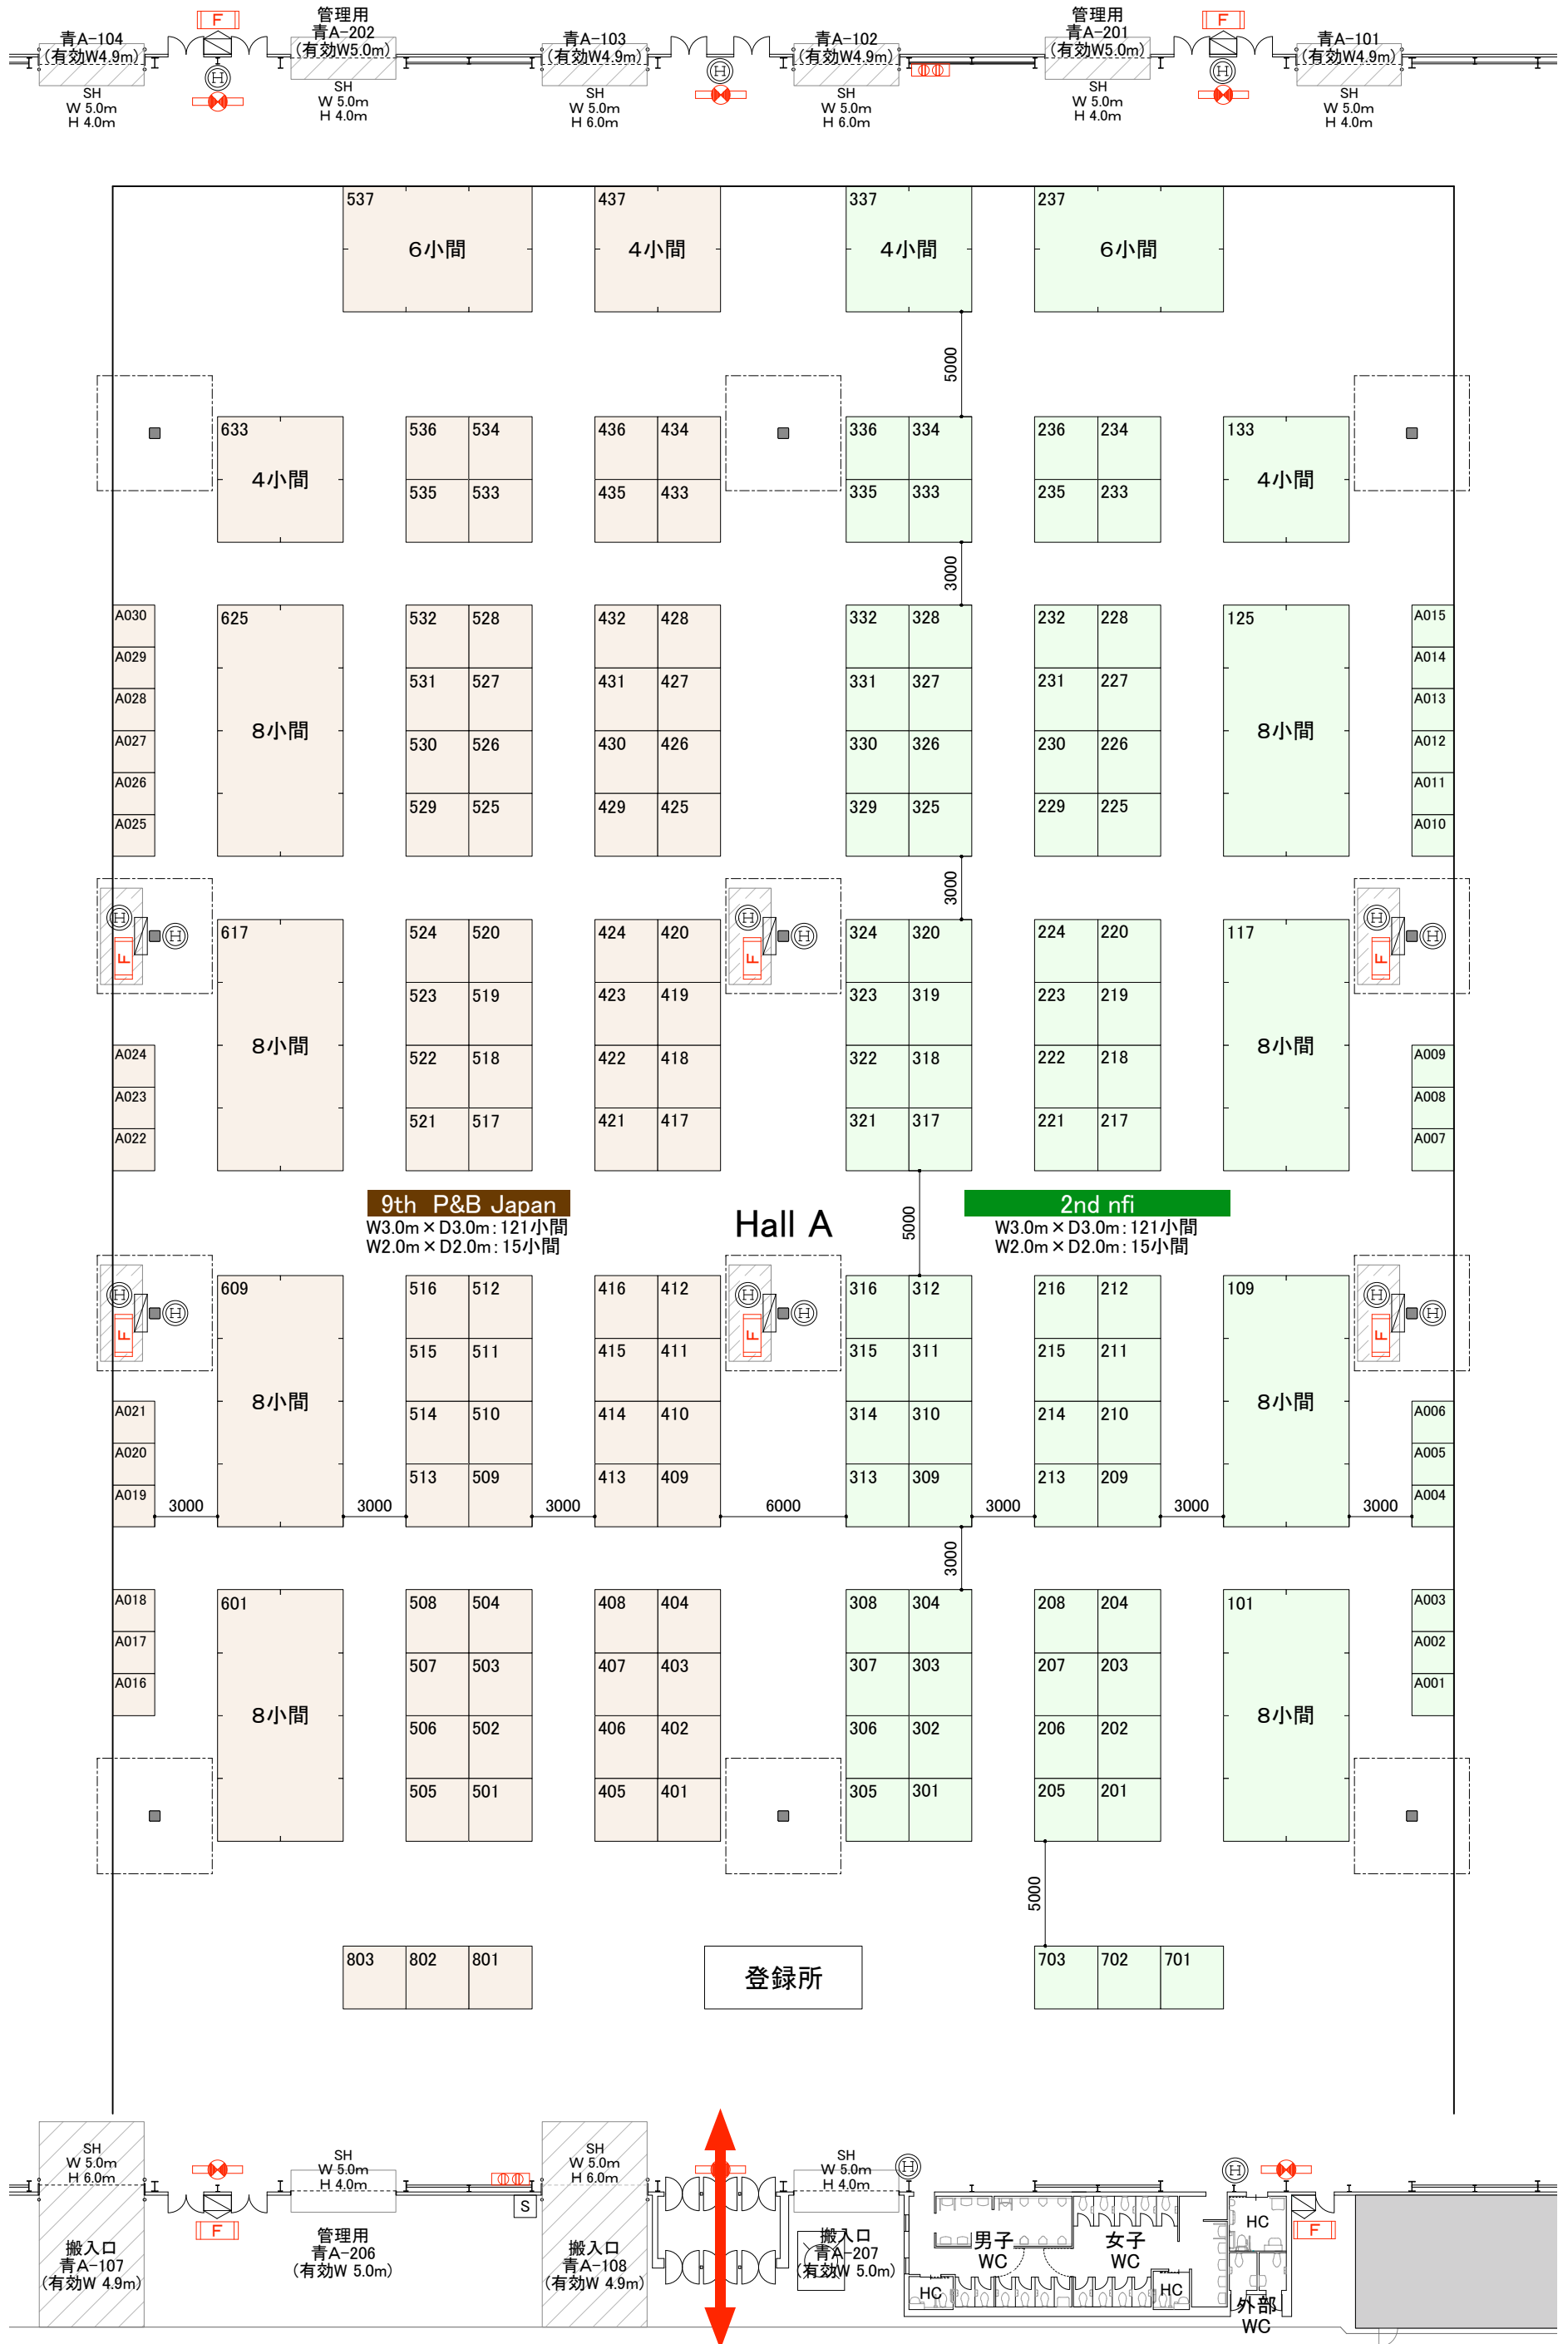 F
管理用
青A-202
(有効W5.0m)
管理用
青A-201
(有効W5.0m)
F
青A-104
(有効W4.9m)
青A-103
(有効W4.9m)
青A-102
(有効W4.9m)
青A-101
(有効W4.9m)
H
H
H
SH
W 5.0m
H 4.0m
SH
W 5.0m
H 4.0m
SH
W 5.0m
H 6.0m
SH
W 5.0m
H 6.0m
SH
W 5.0m
H 4.0m
SH
W 5.0m
H 4.0m
537
6小間
437
4小間
337
4小間
237
6小間
5000
633
4小間
536 534
436 434
336 334
236 234
133
4小間
535 533
435 433
335 333
235 233
3000
A030
625
532 528
432 428
332 328
232 228
125
A015
A029
A014
531 527
431 427
331 327
231 227
A028
A013
8小間
8小間
A027
530 526
430 426
330 326
230 226
A012
A026
A011
529 525
429 425
329 325
229 225
A025
A010
3000
H
H
F
617
524 520
424 420
H
H
F
324 320
224 220
117
H
H
F
523 519
423 419
323 319
223 219
8小間
8小間
A024
522 518
422 418
322 318
222 218
A009
A023
A008
521 517
421 417
321 317
221 217
A022
A007
9th P&B Japan
W3.0m×D3.0m:121小間
W2.0m×D2.0m:15小間
Hall A
5000
2nd nfi
W3.0m×D3.0m:121小間
W2.0m×D2.0m:15小間
H
H
F
609
516 512
416 412
H
H
F
316 312
216 212
109
H
H
F
515 511
415 411
315 311
215 211
8小間
8小間
A021
514 510
414 410
314 310
214 210
A006
A020
A005
513 509
413 409
313 309
213 209
A019
A004
3000
3000
3000
6000
3000
3000
3000
3000
A018
601
508 504
408 404
308 304
208 204
101
A003
A017
A002
507 503
407 403
307 303
207 203
A016
A001
8小間
8小間
506 502
406 402
306 302
206 202
505 501
405 401
305 301
205 201
5000
803 802 801
登録所
703 702 701
SH
W 5.0m
H 6.0m
SH
W 5.0m
H 4.0m
SH
W 5.0m
H 6.0m
SH
W 5.0m
H 4.0m
H
H
S
F
F
搬入口
青A-107
(有効W 4.9m)
管理用
青A-206
(有効W 5.0m)
搬入口
青A-108
(有効W 4.9m)
搬入口
青A-207
(有効W 5.0m)
男子
WC
女子
WC
HC
HC
HC
外部
WC